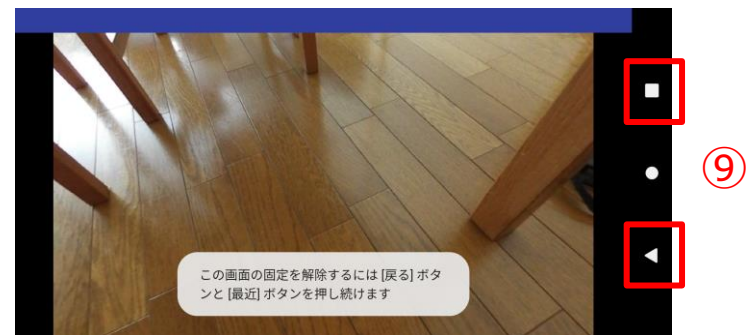 この画面の固定を解除するには [戻る] ボタ
ンと [最近] ボタンを押し続けます
⑨